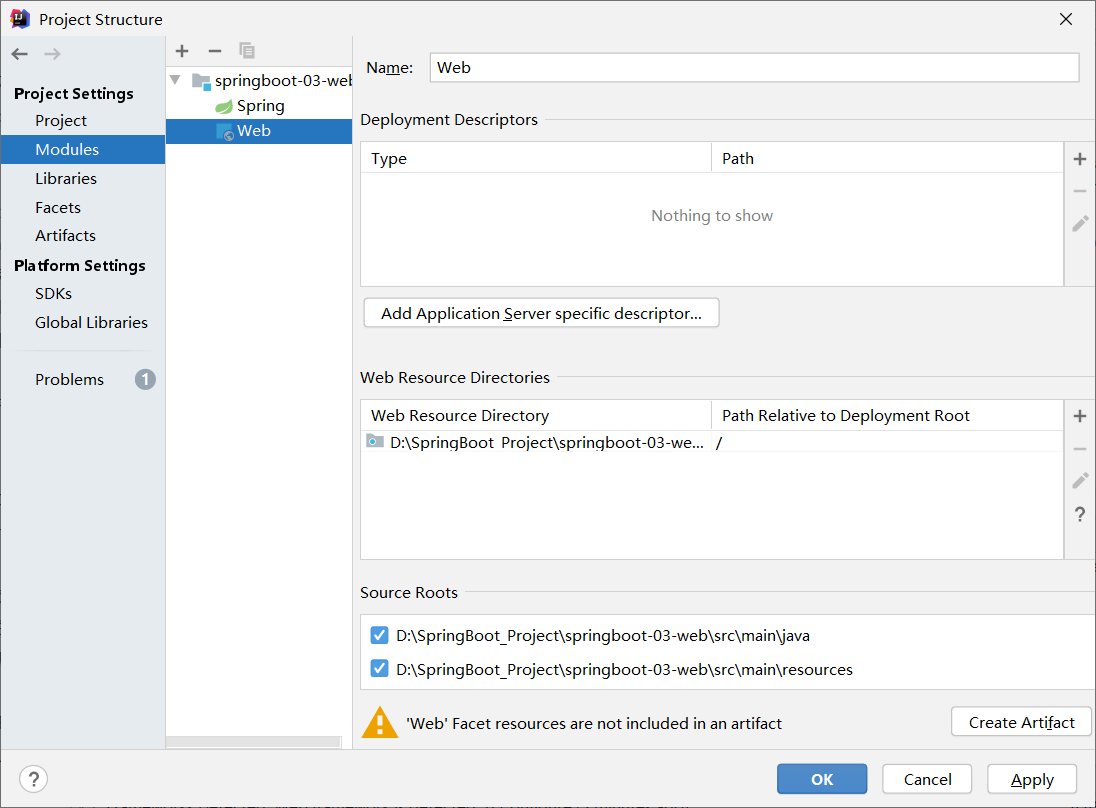 Project Structure
Project Settings
Project
Modules
Libraries
Facets
Artifacts
Platform Settings
SDKs
Global Libraries
Problems 1
springboot-03-web
Spring
Web
Name: Web
Deployment Descriptors
Type Path
Nothing to show
Add Application Server specific descriptor...
Web Resource Directories
Web Resource Directory Path Relative to Deployment Root
D:\SpringBoot_Project\springboot-03-we... /
?
Source Roots
D:\SpringBoot_Project\springboot-03-web\src\main\java
D:\SpringBoot_Project\springboot-03-web\src\main\resources
'Web' Facet resources are not included in an artifact
Create Artifact
? OK Cancel Apply